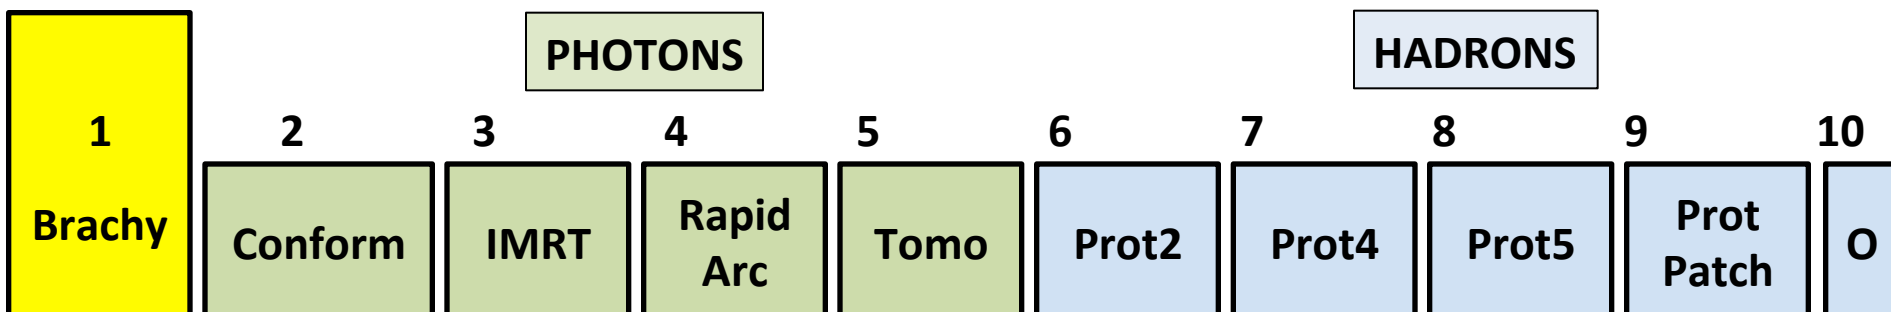 PHOTONS HADRONS
1 2 3 4 5 6 7 8 9 10
Brachy Conform IMRT Rapid Arc Tomo Prot2 Prot4 Prot5 Prot Patch O